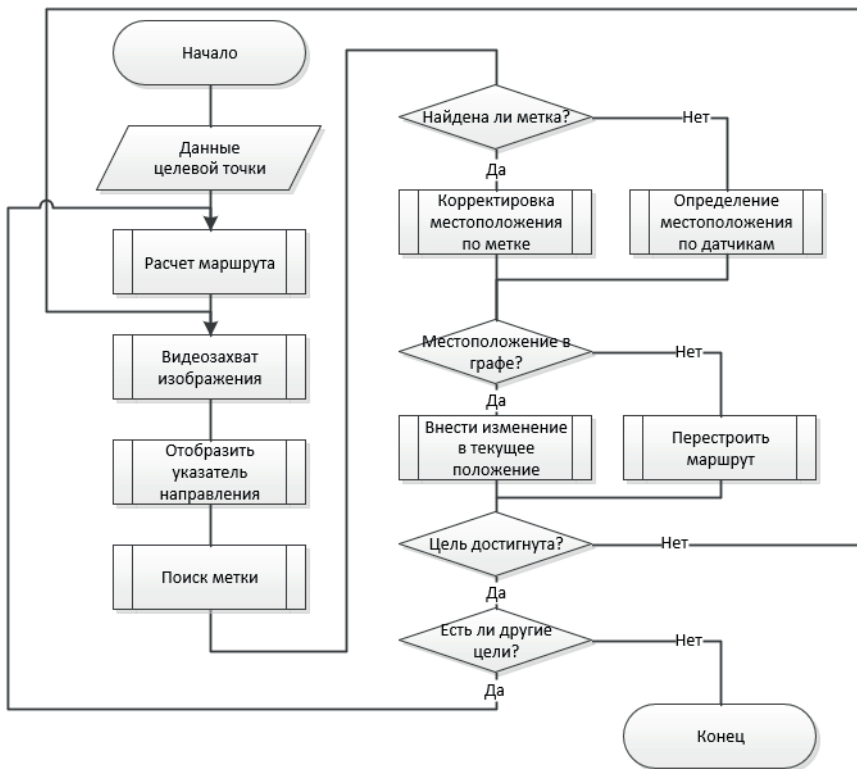 Начало
Данные
целевой точки
Расчет маршрута
Видеозахват
изображения
Отобразить
указатель
направления
Поиск метки
Найдена ли метка?
Нет
Да
Корректировка
местоположения
по метке
Определение
местоположения
по датчикам
Местоположение в
графе?
Нет
Да
Внести изменение
в текущее
положение
Перестроить
маршрут
Цель достигнута?
Нет
Да
Есть ли другие
цели?
Нет
Да
Конец